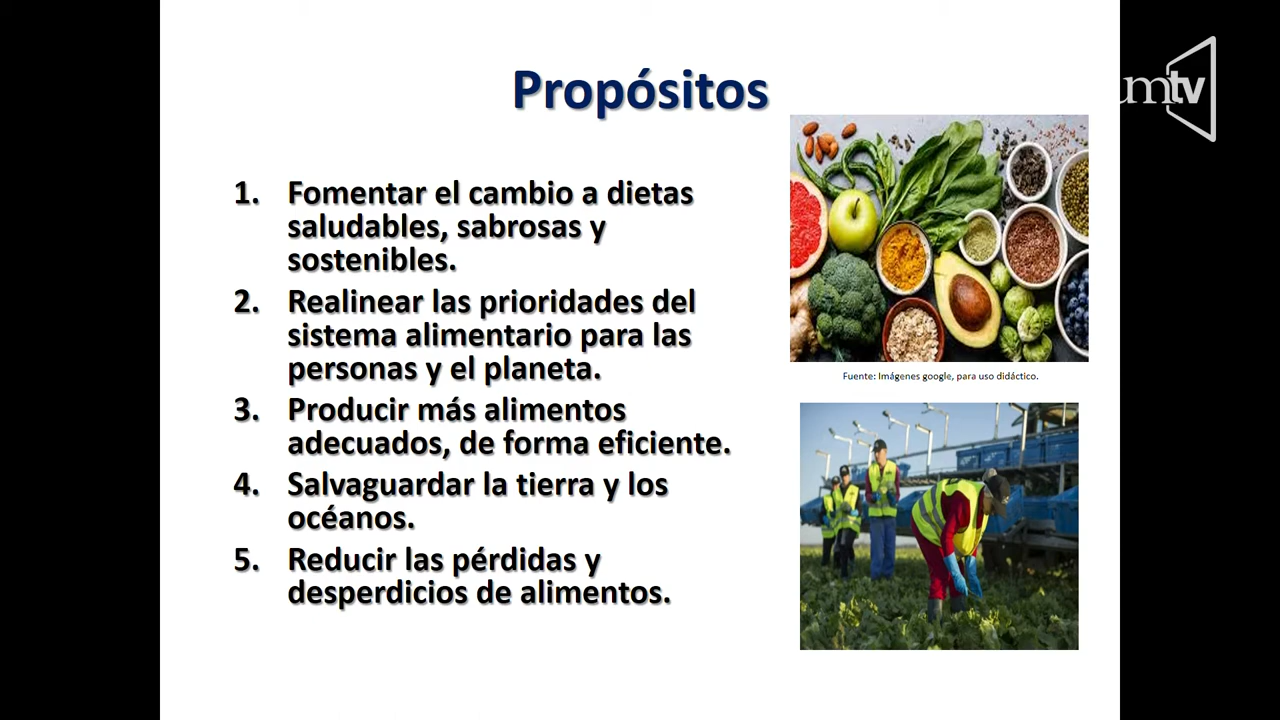 Propósitos
umtv
1. Fomentar el cambio a dietas
saludables, sabrosas y
sostenibles.
2. Realinear las prioridades del
sistema alimentario para las
personas y el planeta.
3. Producir más alimentos
adecuados, de forma eficiente.
4. Salvaguardar la tierra y los
océanos.
5. Reducir las pérdidas y
desperdicios de alimentos.
Fuente: Imágenes google, para uso didáctico.